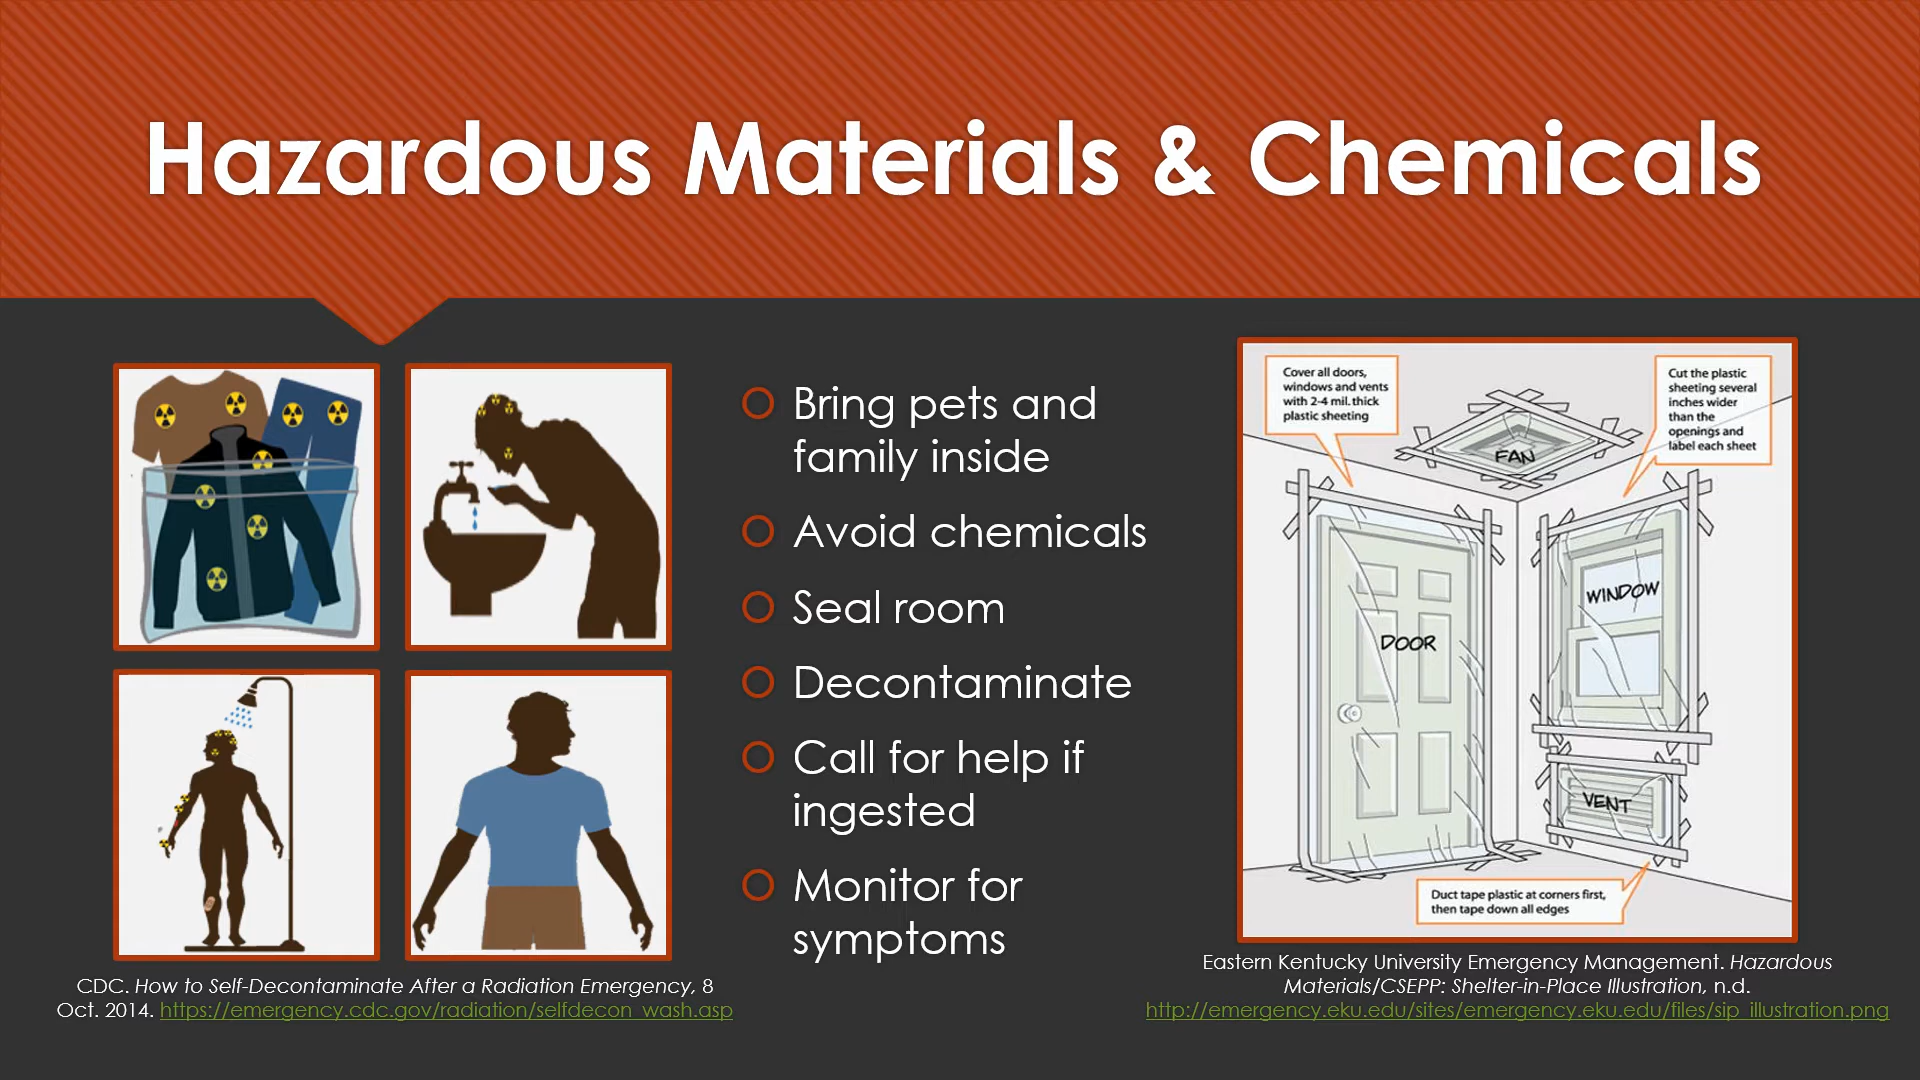 Hazardous Materials & Chemicals
Bring pets and
family inside
Avoid chemicals
Seal room
Decontaminate
Call for help if
ingested
Monitor for
symptoms
Cover all doors,
windows and vents
with 2-4 mil. thick
plastic sheeting
Cut the plastic
sheeting several
inches wider
than the
openings and
label each sheet
FAN
WINDOW
DOOR
VENT
Duct tape plastic at corners first,
then tape down all edges
CDC. How to Self-Decontaminate After a Radiation Emergency, 8
Oct. 2014. https://emergency.cdc.gov/radiation/selfdecon_wash.asp
Eastern Kentucky University Emergency Management. Hazardous
Materials/CSEPP: Shelter-in-Place Illustration, n.d.
http://emergency.eku.edu/sites/emergency.eku.edu/files/sip_illustration.png